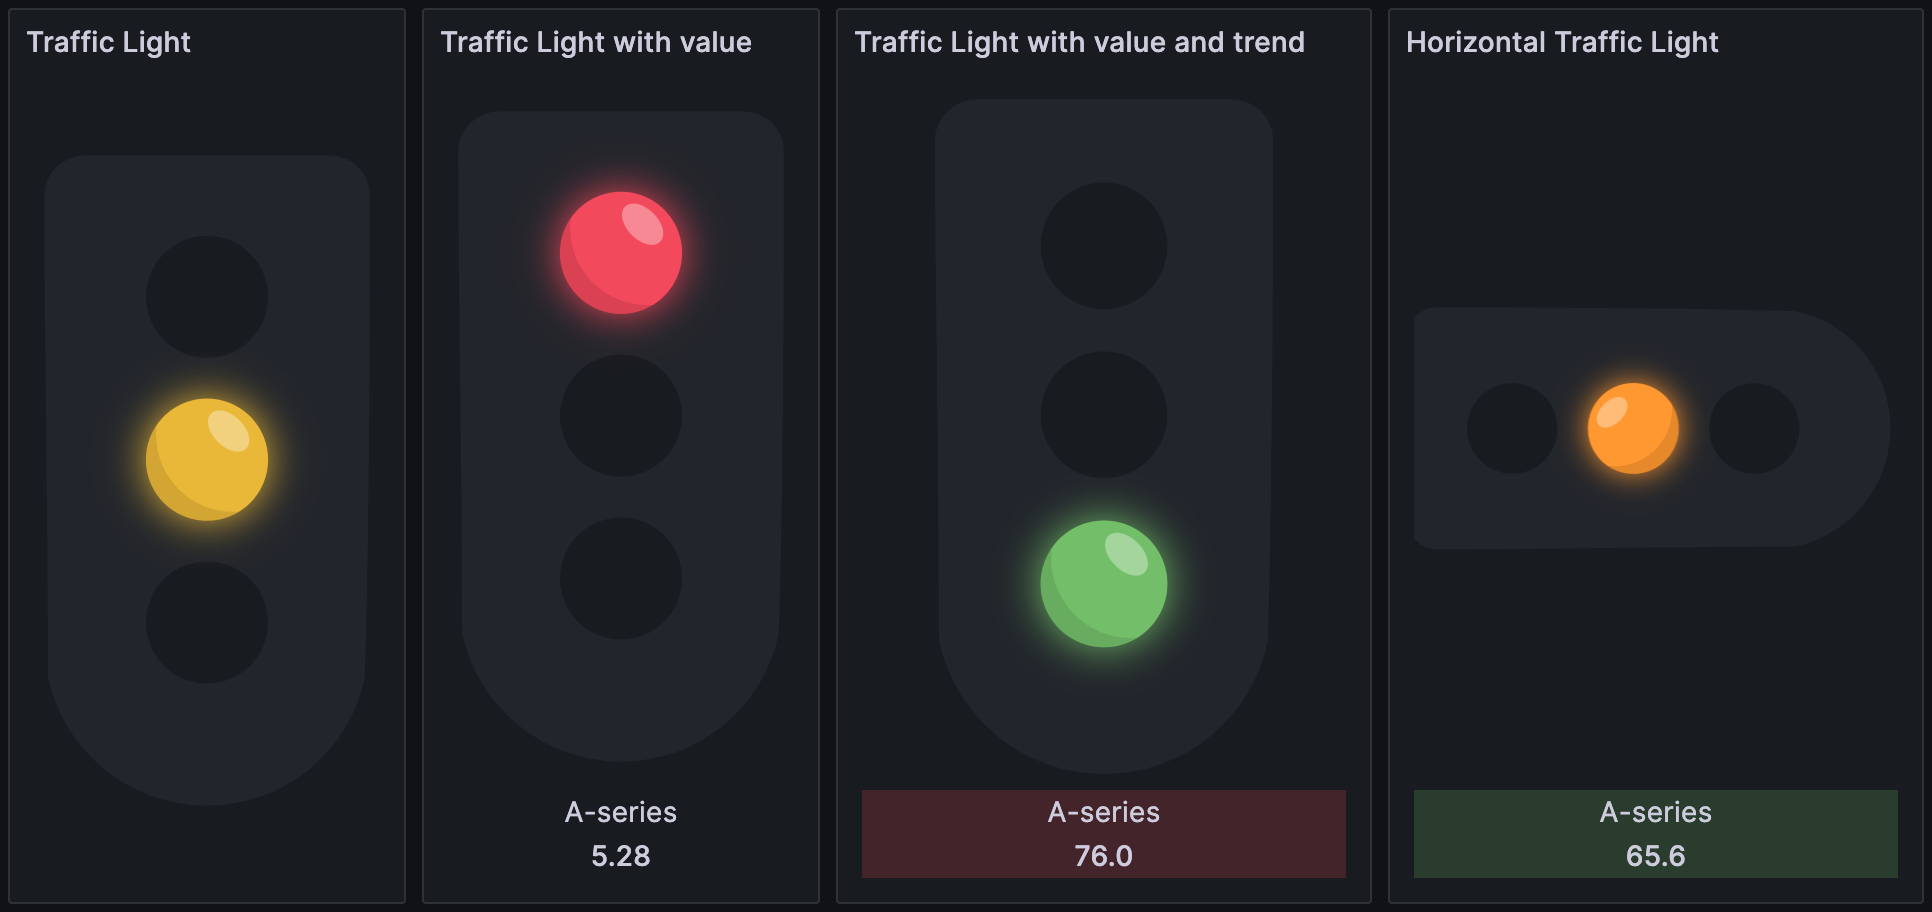 Traffic Light
Traffic Light with value
A-series
5.28
Traffic Light with value and trend
A-series
76.0
Horizontal Traffic Light
A-series
65.6